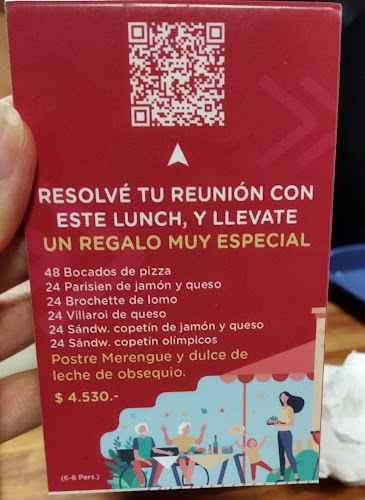 RESOLVÉ TU REUNIÓN CON
ESTE LUNCH, Y LLEVATE
UN REGALO MUY ESPECIAL
48 Bocados de pizza
24 Parisien de jamón y queso
24 Brochette de lomo
24 Villaroi de queso
24 Sándw. copetín de jamón y queso
24 Sándw. copetín olímpicos
Postre Merengue y dulce de
leche de obsequio.
$ 4.530.-
(6-8 Pers.)